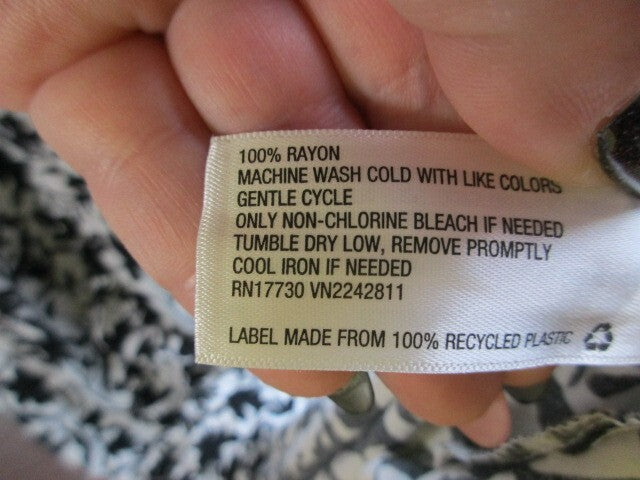 100% RAYON
MACHINE WASH COLD WITH LIKE COLORS
GENTLE CYCLE
ONLY NON-CHLORINE BLEACH IF NEEDED
TUMBLE DRY LOW, REMOVE PROMPTLY
COOL IRON IF NEEDED
RN17730 VN2242811
LABEL MADE FROM 100% RECYCLED PLASTIC